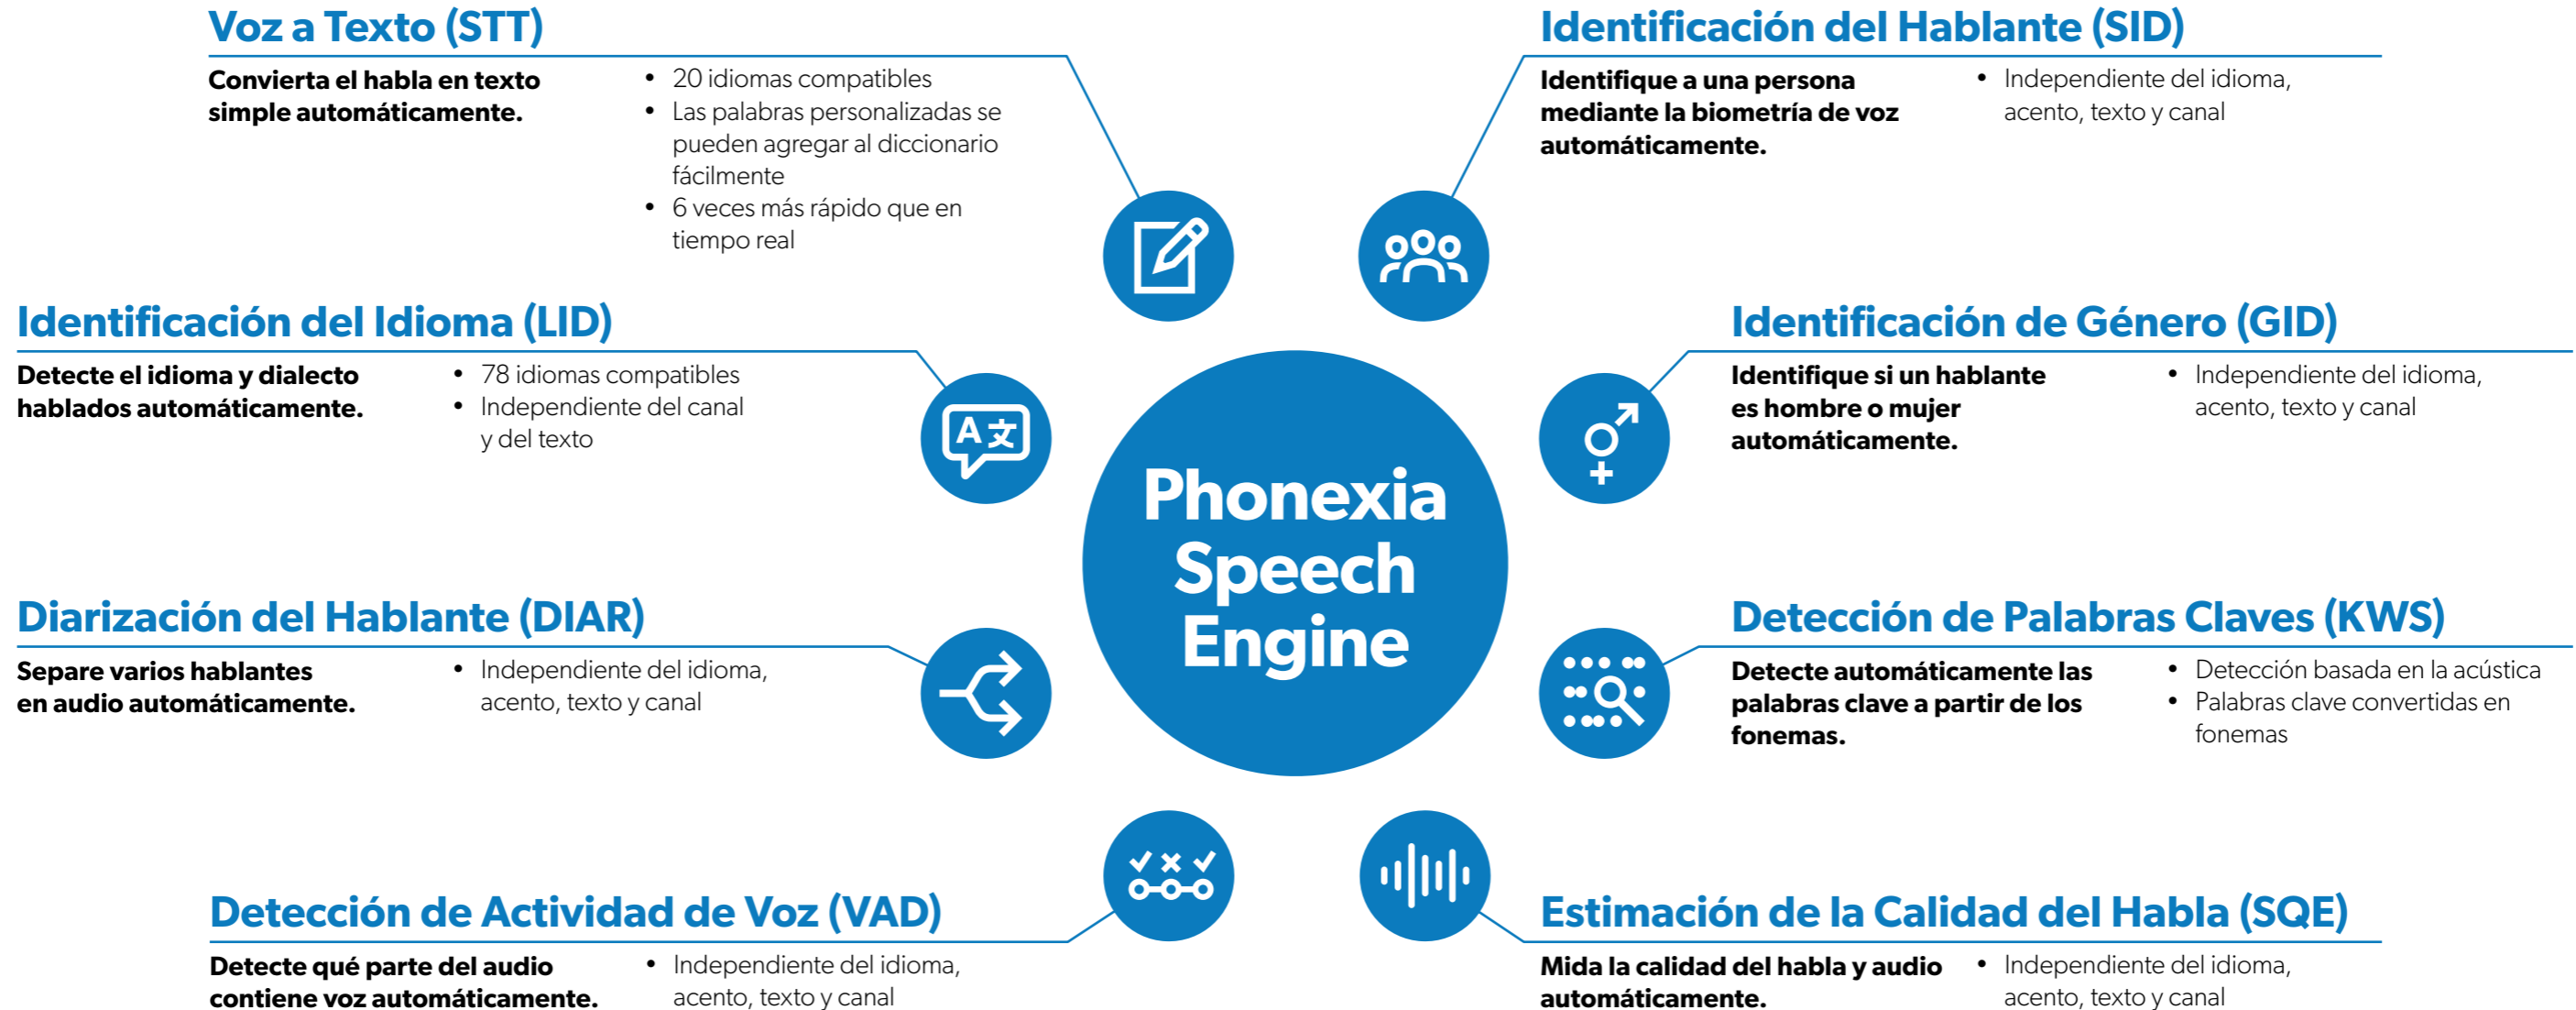 Voz a Texto (STT)
Convierta el habla en texto
simple automáticamente.
• 20 idiomas compatibles
• Las palabras personalizadas se
pueden agregar al diccionario
fácilmente
• 6 veces más rápido que en
tiempo real
Identificación del Hablante (SID)
Identifique a una persona
mediante la biometría de voz
automáticamente.
• Independiente del idioma,
acento, texto y canal
Identificación del Idioma (LID)
Detecte el idioma y dialecto
hablados automáticamente.
• 78 idiomas compatibles
• Independiente del canal
y del texto
A文
Identificación de Género (GID)
Identifique si un hablante
es hombre o mujer
automáticamente.
• Independiente del idioma,
acento, texto y canal
Phonexia
Speech
Engine
Diarización del Hablante (DIAR)
Separe varios hablantes
en audio automáticamente.
• Independiente del idioma,
acento, texto y canal
Detección de Palabras Claves (KWS)
Detecte automáticamente las
palabras clave a partir de los
fonemas.
• Detección basada en la acústica
• Palabras clave convertidas en
fonemas
Detección de Actividad de Voz (VAD)
Detecte qué parte del audio
contiene voz automáticamente.
• Independiente del idioma,
acento, texto y canal
Estimación de la Calidad del Habla (SQE)
Mida la calidad del habla y audio
automáticamente.
• Independiente del idioma,
acento, texto y canal